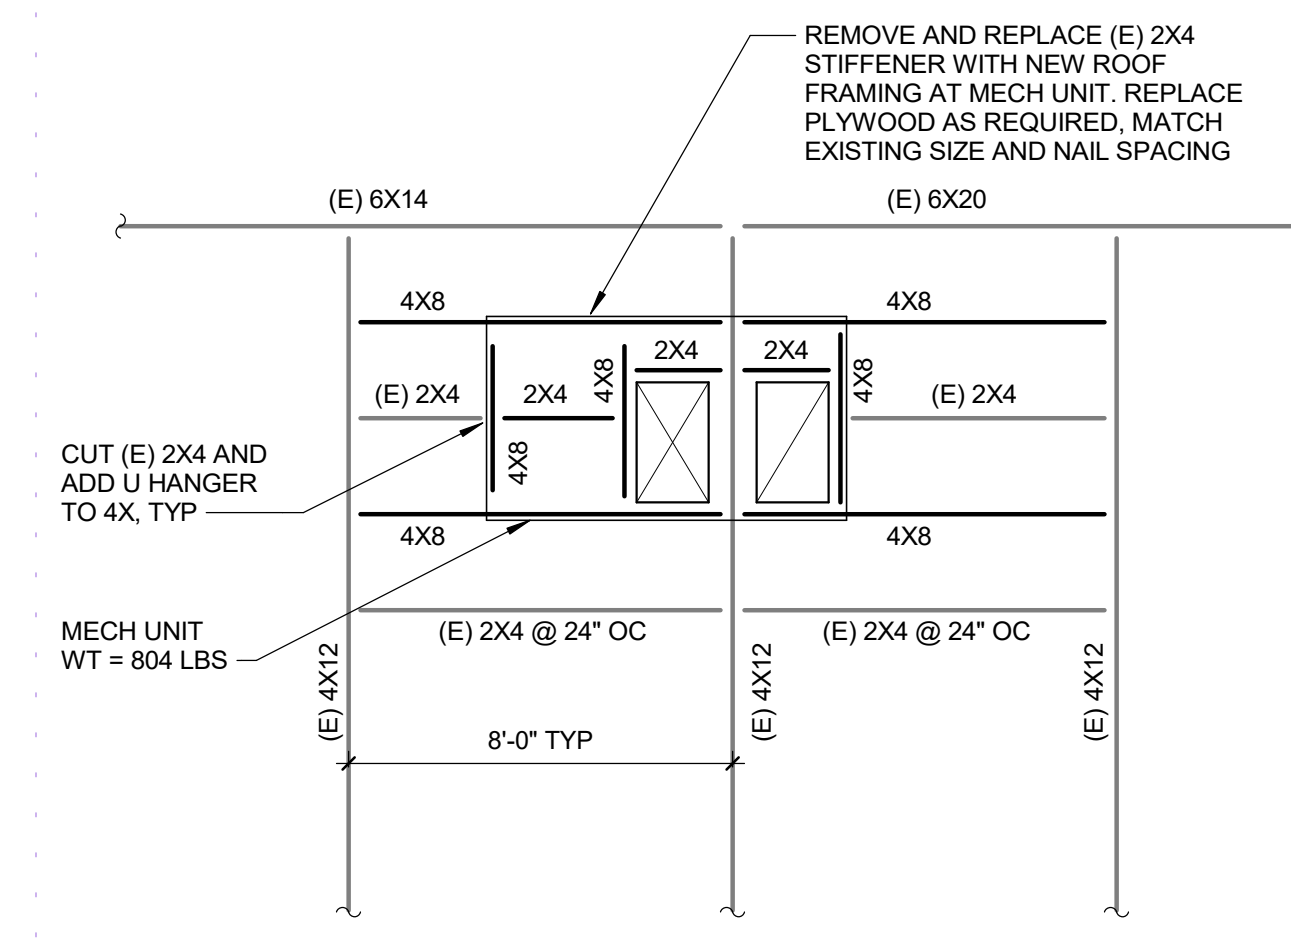 REMOVE AND REPLACE (E) 2X4
STIFFENER WITH NEW ROOF
FRAMING AT MECH UNIT. REPLACE
PLYWOOD AS REQUIRED, MATCH
EXISTING SIZE AND NAIL SPACING
(E) 6X14
(E) 6X20
4X8
4X8
2X4
2X4
4X8
4X8
(E) 2X4
2X4
(E) 2X4
4X8
CUT (E) 2X4 AND
ADD U HANGER
TO 4X, TYP
4X8
4X8
MECH UNIT
WT = 804 LBS
(E) 2X4 @ 24" OC
(E) 2X4 @ 24" OC
(E) 4X12
(E) 4X12
(E) 4X12
8'-0" TYP